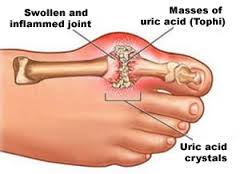 Swollen and
inflammed joint
Masses of
uric acid (Tophi)
Uric acid
crystals